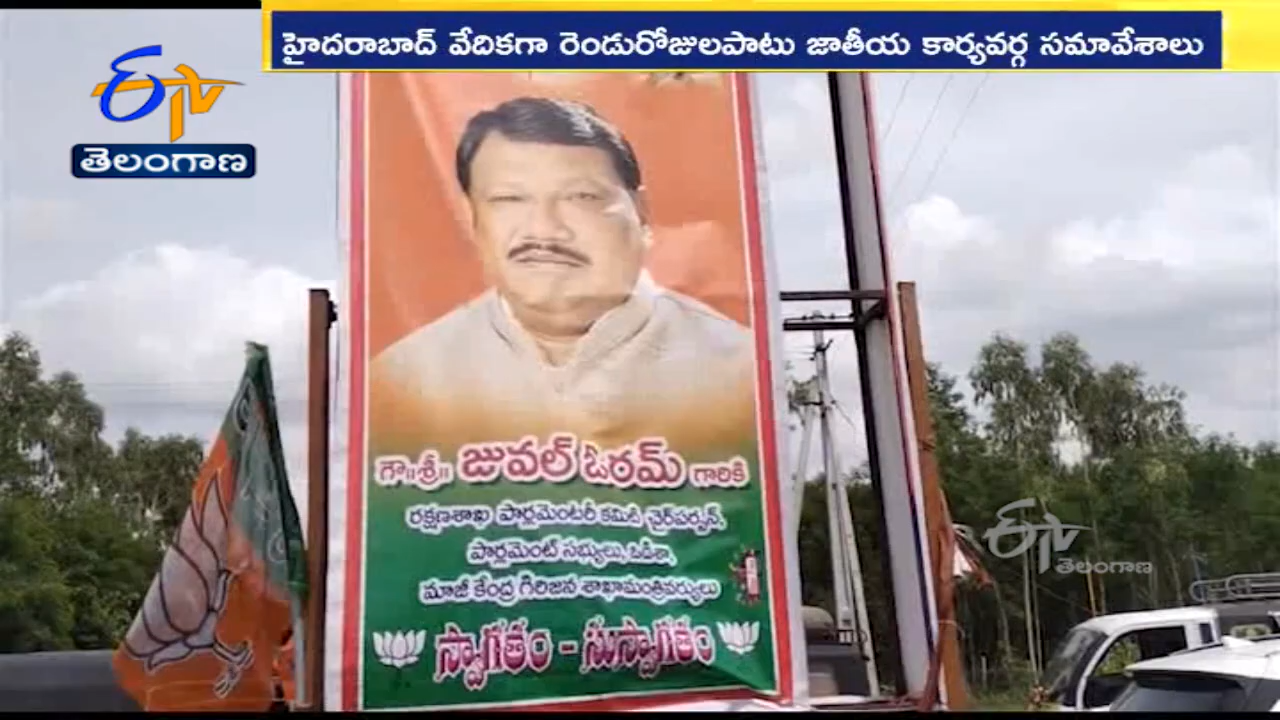 హైదరాబాద్ వేదికగా రెండురోజులపాటు జాతీయ కార్యవర్గ సమావేశాలు
తెలంగాణ
గౌ॥శ్రీ॥ జువల్ ఓరమ్ గారికి
రక్షణశాఖ పార్లమెంటరీ కమిటి చైర్‌పర్సన్,
పార్లమెంట్ సభ్యులు, ఒడిశా,
మాజీ కేంద్ర గిరిజన శాఖామంత్రివర్యులు
స్వాగతం - సుస్వాగతం
తెలంగాణ